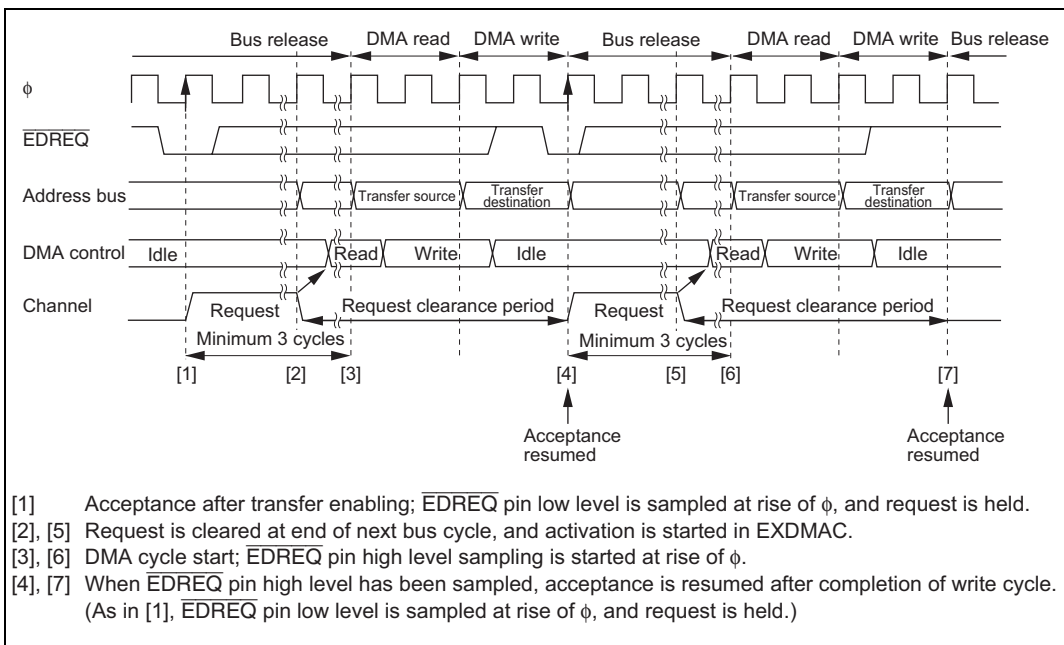 Bus release DMA read DMA write Bus release DMA read DMA write Bus release
φ
EDREQ
Address bus Transfer source Transfer destination Transfer source Transfer destination
DMA control Idle Read Write Idle Read Write Idle
Channel Request Request clearance period Request Request clearance period
Minimum 3 cycles Minimum 3 cycles
[1] [2] [3] [4] [5] [6] [7]
Acceptance resumed Acceptance resumed
[1] Acceptance after transfer enabling; EDREQ pin low level is sampled at rise of φ, and request is held.
[2], [5] Request is cleared at end of next bus cycle, and activation is started in EXDMAC.
[3], [6] DMA cycle start; EDREQ pin high level sampling is started at rise of φ.
[4], [7] When EDREQ pin high level has been sampled, acceptance is resumed after completion of write cycle.
(As in [1], EDREQ pin low level is sampled at rise of φ, and request is held.)